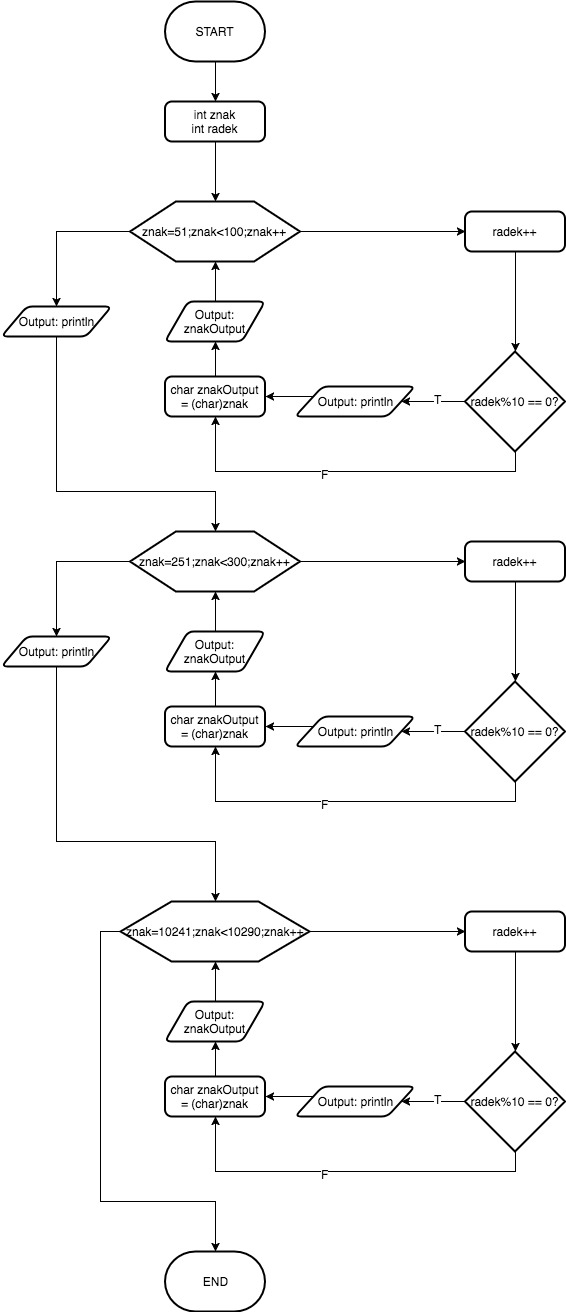 START
int znak
int radek
znak=51;znak<100;znak++
radek++
Output: println
Output:
znakOutput
char znakOutput
= (char)znak
Output: println
T
radek%10 == 0?
F
znak=251;znak<300;znak++
radek++
Output: println
Output:
znakOutput
char znakOutput
= (char)znak
Output: println
T
radek%10 == 0?
F
znak=10241;znak<10290;znak++
radek++
Output:
znakOutput
char znakOutput
= (char)znak
Output: println
T
radek%10 == 0?
F
END